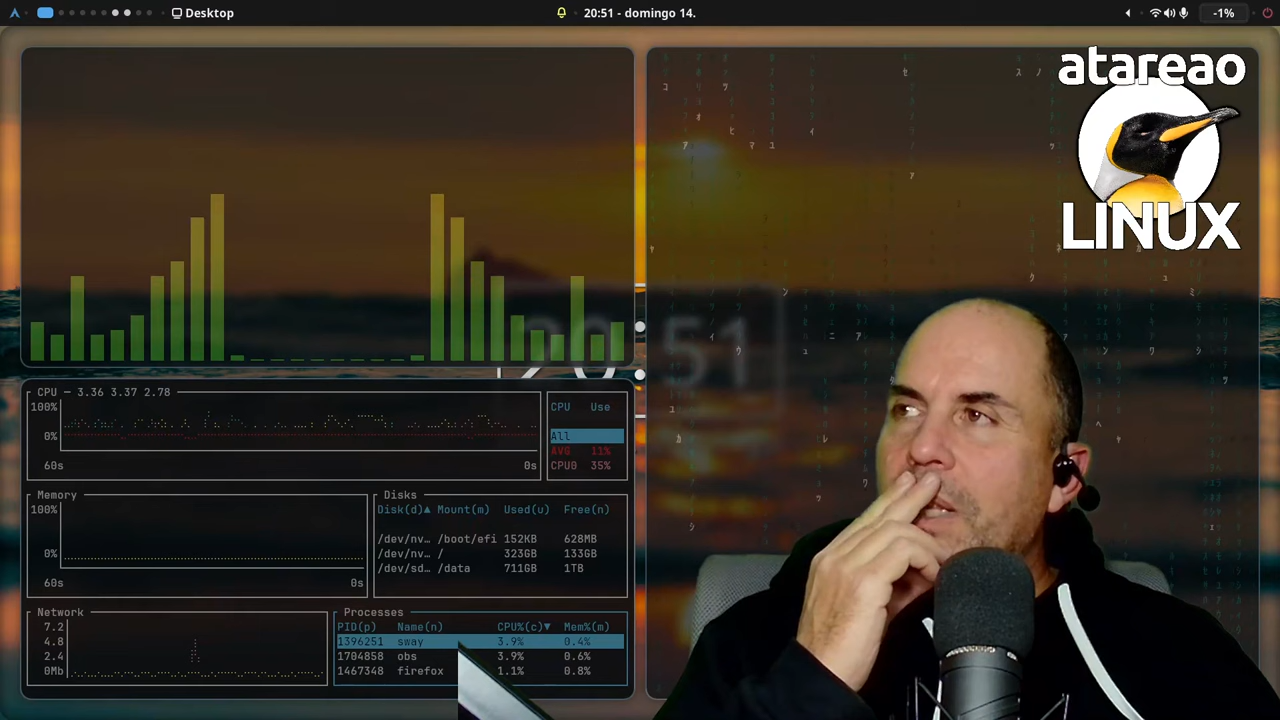 Desktop
20:51 - domingo 14.
-1%
atareao
LINUX
20:51
CPU — 3.36 3.37 2.78
100%
0%
60s 0s
CPU Use
All
AVG 11%
CPU0 35%
Memory
100%
0%
60s 0s
Disks
Disk(d)▲ Mount(m) Used(u) Free(n)
/dev/nv… /boot/efi 152KB 628MB
/dev/nv… / 323GB 133GB
/dev/sd… /data 711GB 1TB
Network
7.2
4.8
2.4
0Mb
Processes
PID(p) Name(n) CPU%(c)▼ Mem%(m)
1396251 sway 3.9% 0.4%
1704858 obs 3.9% 0.6%
1467348 firefox 1.1% 0.8%